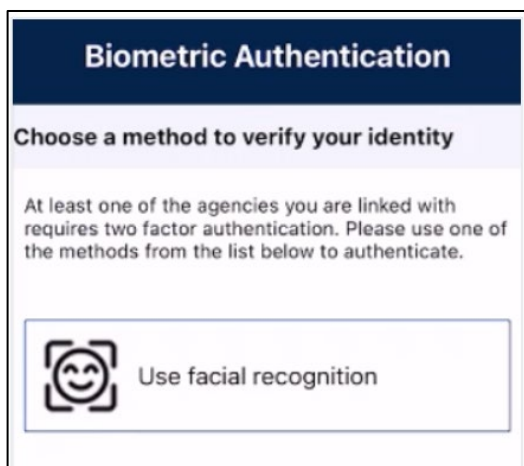 Biometric Authentication
Choose a method to verify your identity
At least one of the agencies you are linked with
requires two factor authentication. Please use one of
the methods from the list below to authenticate.
Use facial recognition